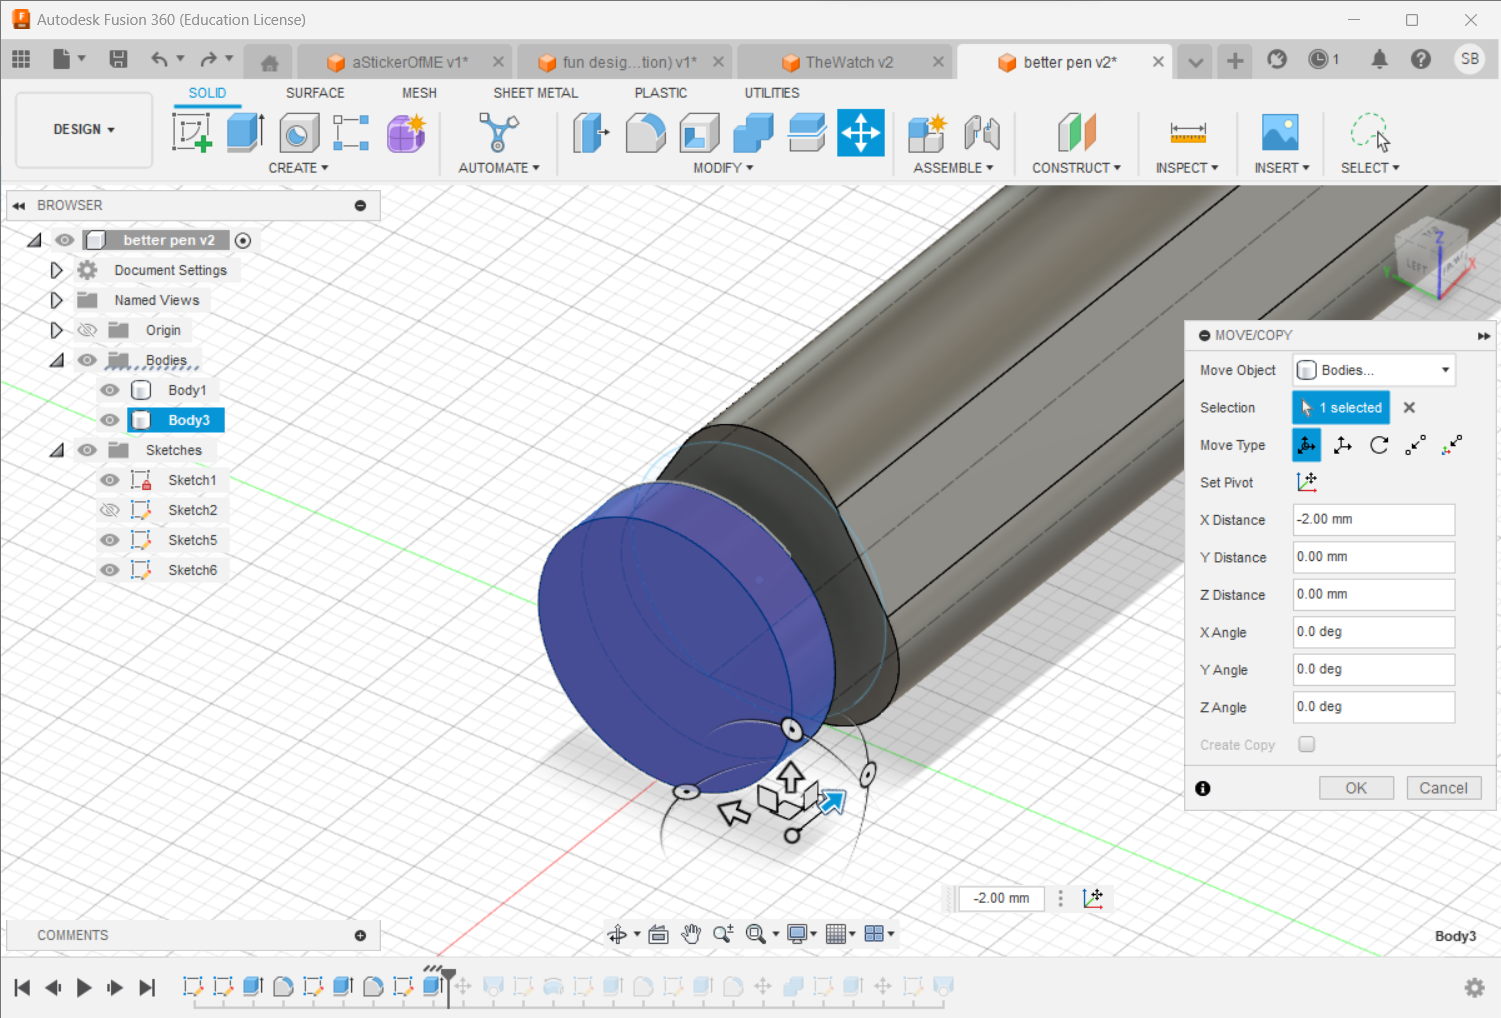 Autodesk Fusion 360 (Education License)
aStickerOfME v1*
fun desig...tion) v1*
TheWatch v2
better pen v2*
1
SB
SOLID
SURFACE
MESH
SHEET METAL
PLASTIC
UTILITIES
DESIGN
CREATE
AUTOMATE
MODIFY
ASSEMBLE
CONSTRUCT
INSPECT
INSERT
SELECT
BROWSER
better pen v2
Document Settings
Named Views
Origin
Bodies
Body1
Body3
Sketches
Sketch1
Sketch2
Sketch5
Sketch6
Z
Y
X
LEFT
MOVE/COPY
Move Object
Bodies...
Selection
1 selected
Move Type
Set Pivot
X Distance
-2.00 mm
Y Distance
0.00 mm
Z Distance
0.00 mm
X Angle
0.0 deg
Y Angle
0.0 deg
Z Angle
0.0 deg
Create Copy
OK
Cancel
-2.00 mm
COMMENTS
Body3